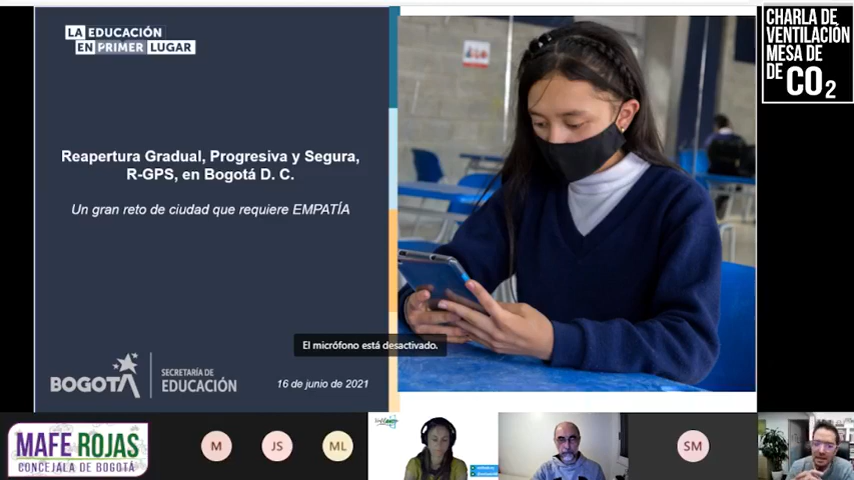 LA EDUCACIÓN
EN PRIMER LUGAR
CHARLA DE
VENTILACIÓN
MESA DE
DE CO2
Reapertura Gradual, Progresiva y Segura,
R-GPS, en Bogotá D. C.
Un gran reto de ciudad que requiere EMPATÍA
El micrófono está desactivado.
BOGOTÁ
SECRETARÍA DE
EDUCACIÓN
16 de junio de 2021
MAFE ROJAS
CONCEJALA DE BOGOTÁ
M
JS
ML
SM